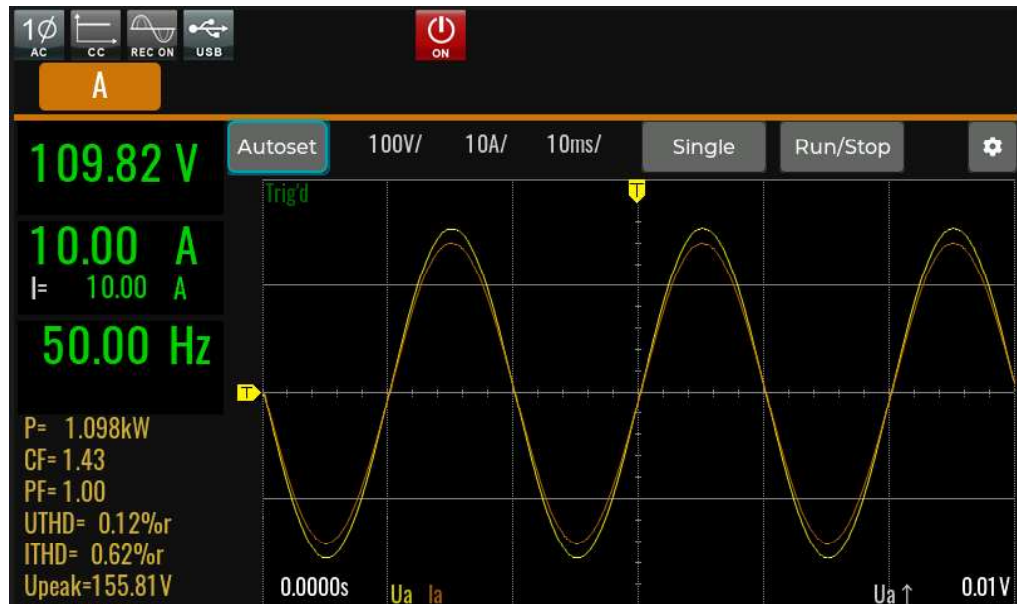 1Ø
AC
CC
REC ON
USB
ON
A
109.82 V
Autoset
100V/
10A/
10ms/
Single
Run/Stop
Trig'd
T
10.00 A
I= 10.00 A
50.00 Hz
T
P= 1.098kW
CF= 1.43
PF= 1.00
UTHD= 0.12%r
ITHD= 0.62%r
Upeak=155.81V
0.0000s
Ua Ia
Ua ↑
0.01V